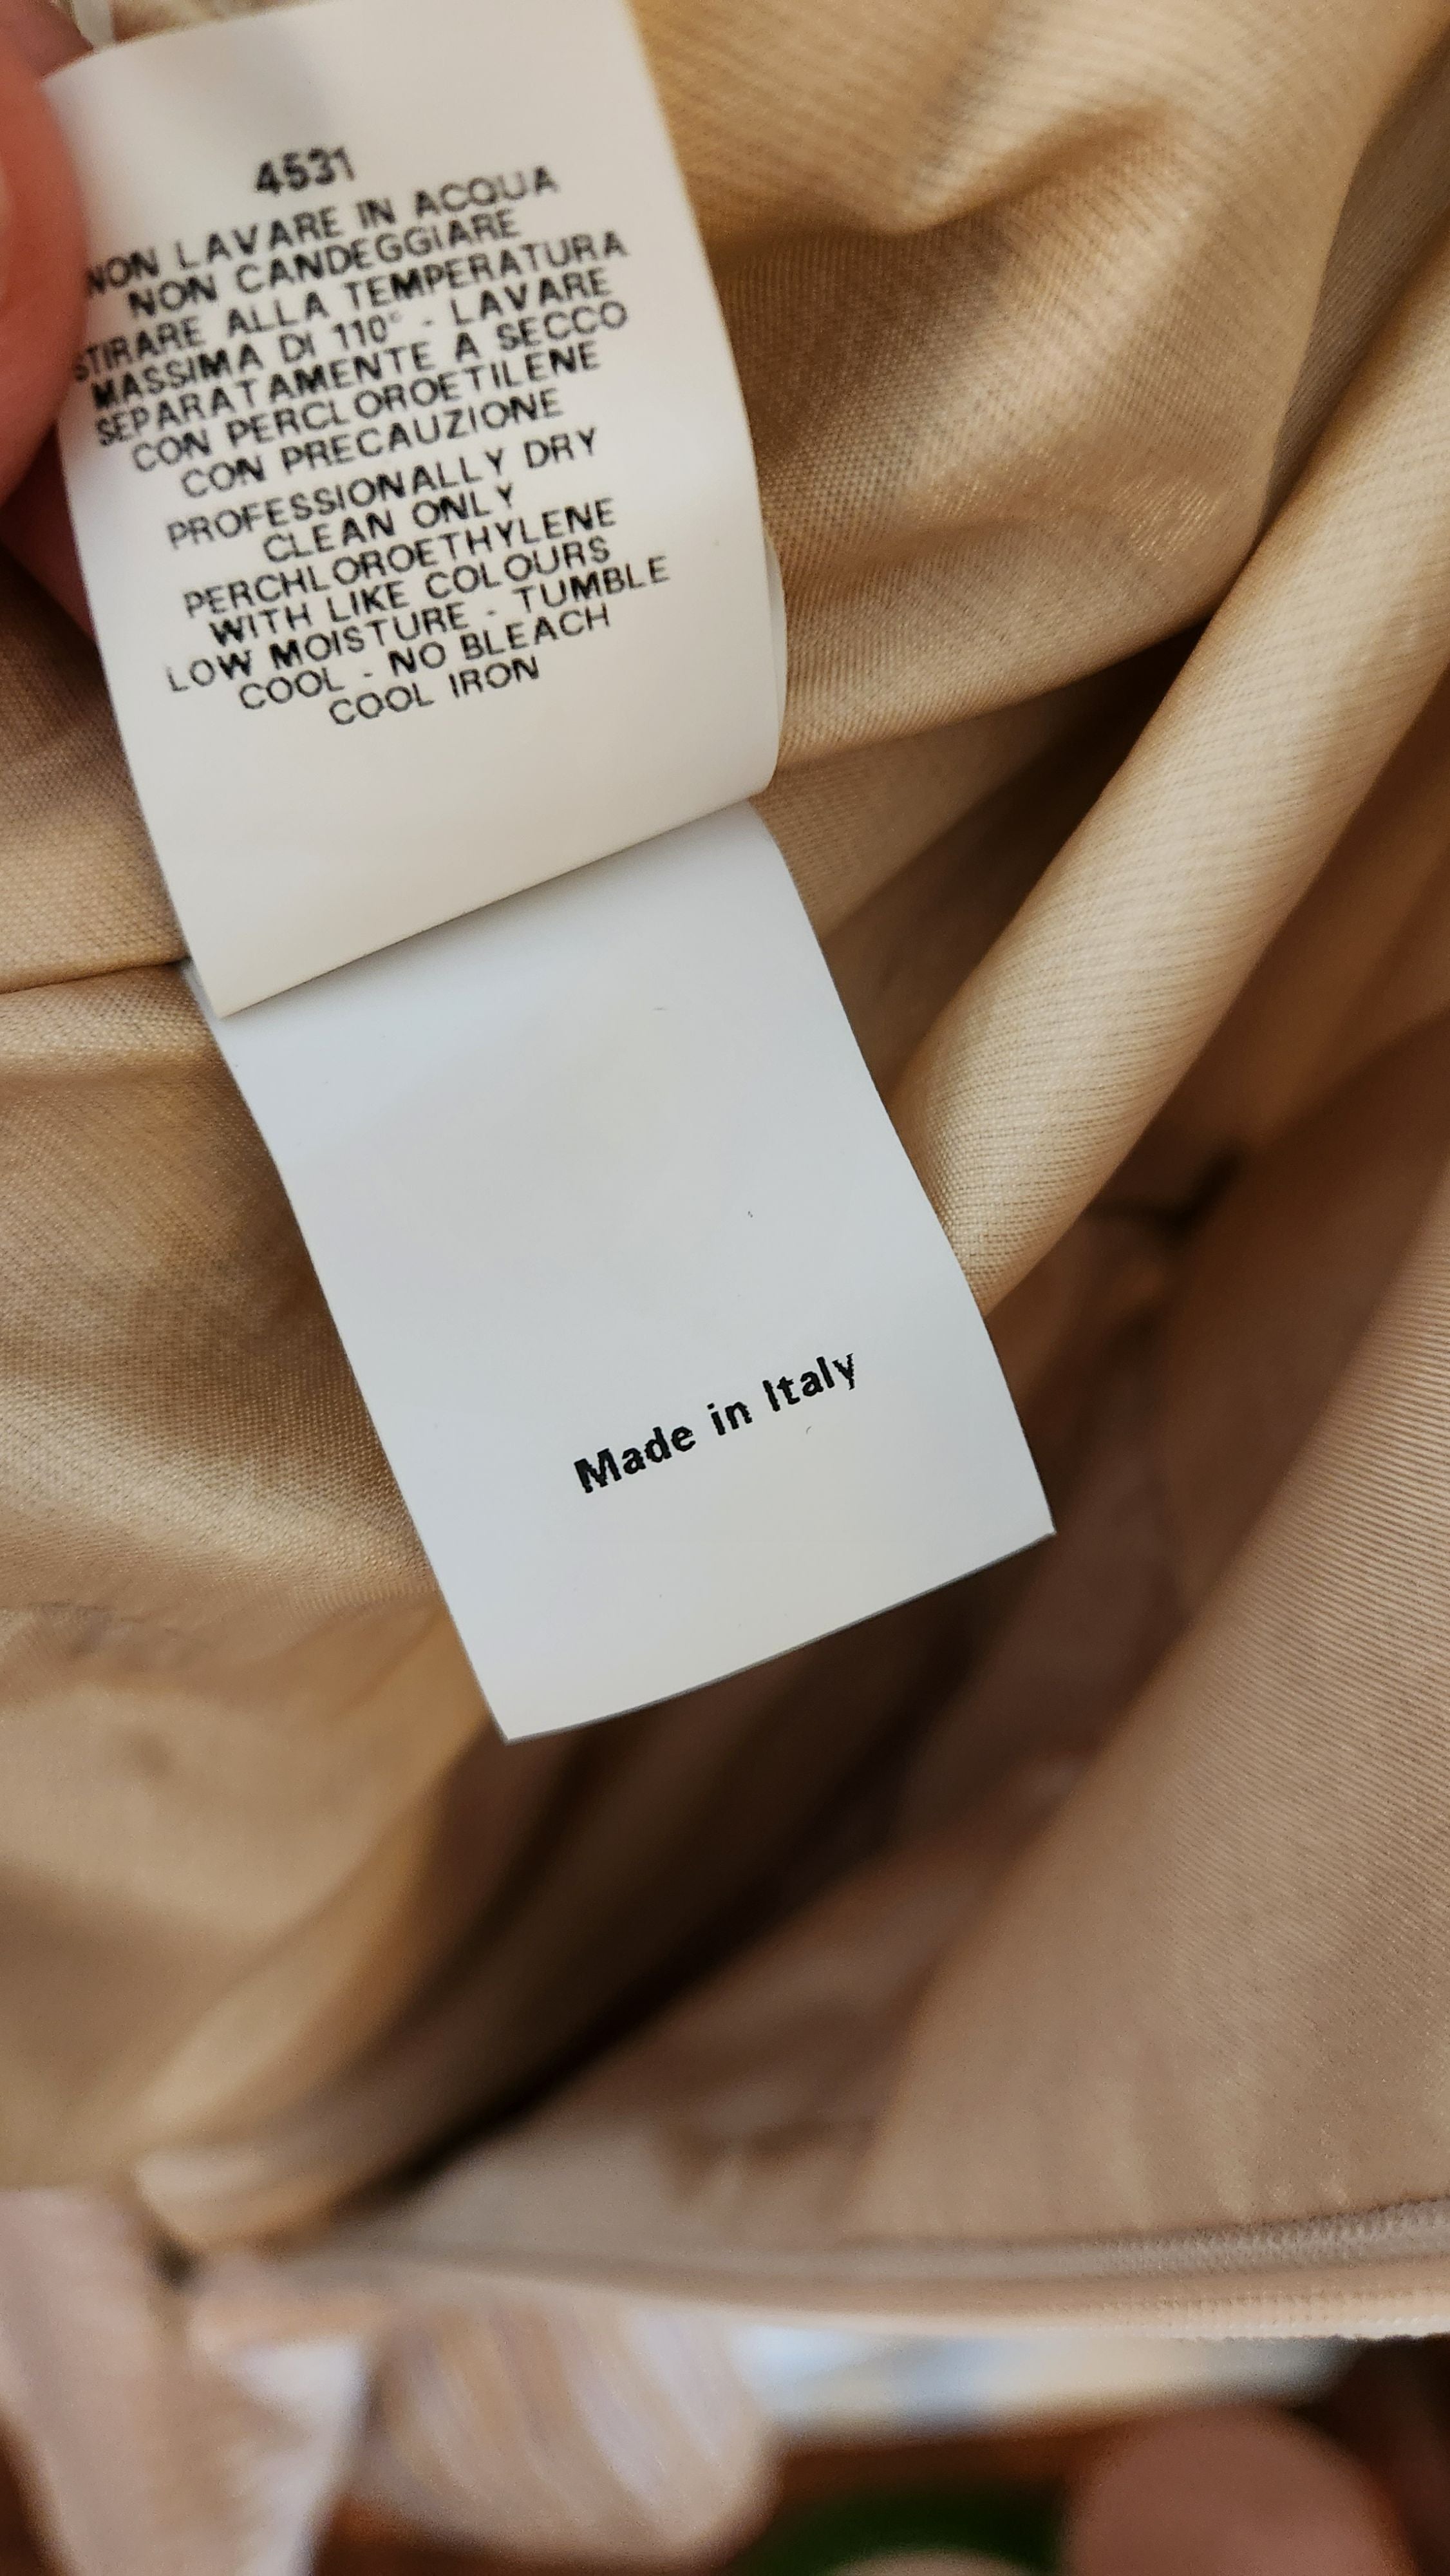 4531
NON LAVARE IN ACQUA
NON CANDEGGIARE
STIRARE ALLA TEMPERATURA
MASSIMA DI 110° - LAVARE
SEPARATAMENTE A SECCO
CON PERCLOROETILENE
CON PRECAUZIONE
PROFESSIONALLY DRY
CLEAN ONLY
PERCHLOROETHYLENE
WITH LIKE COLOURS
LOW MOISTURE - TUMBLE
COOL - NO BLEACH
COOL IRON
Made in Italy